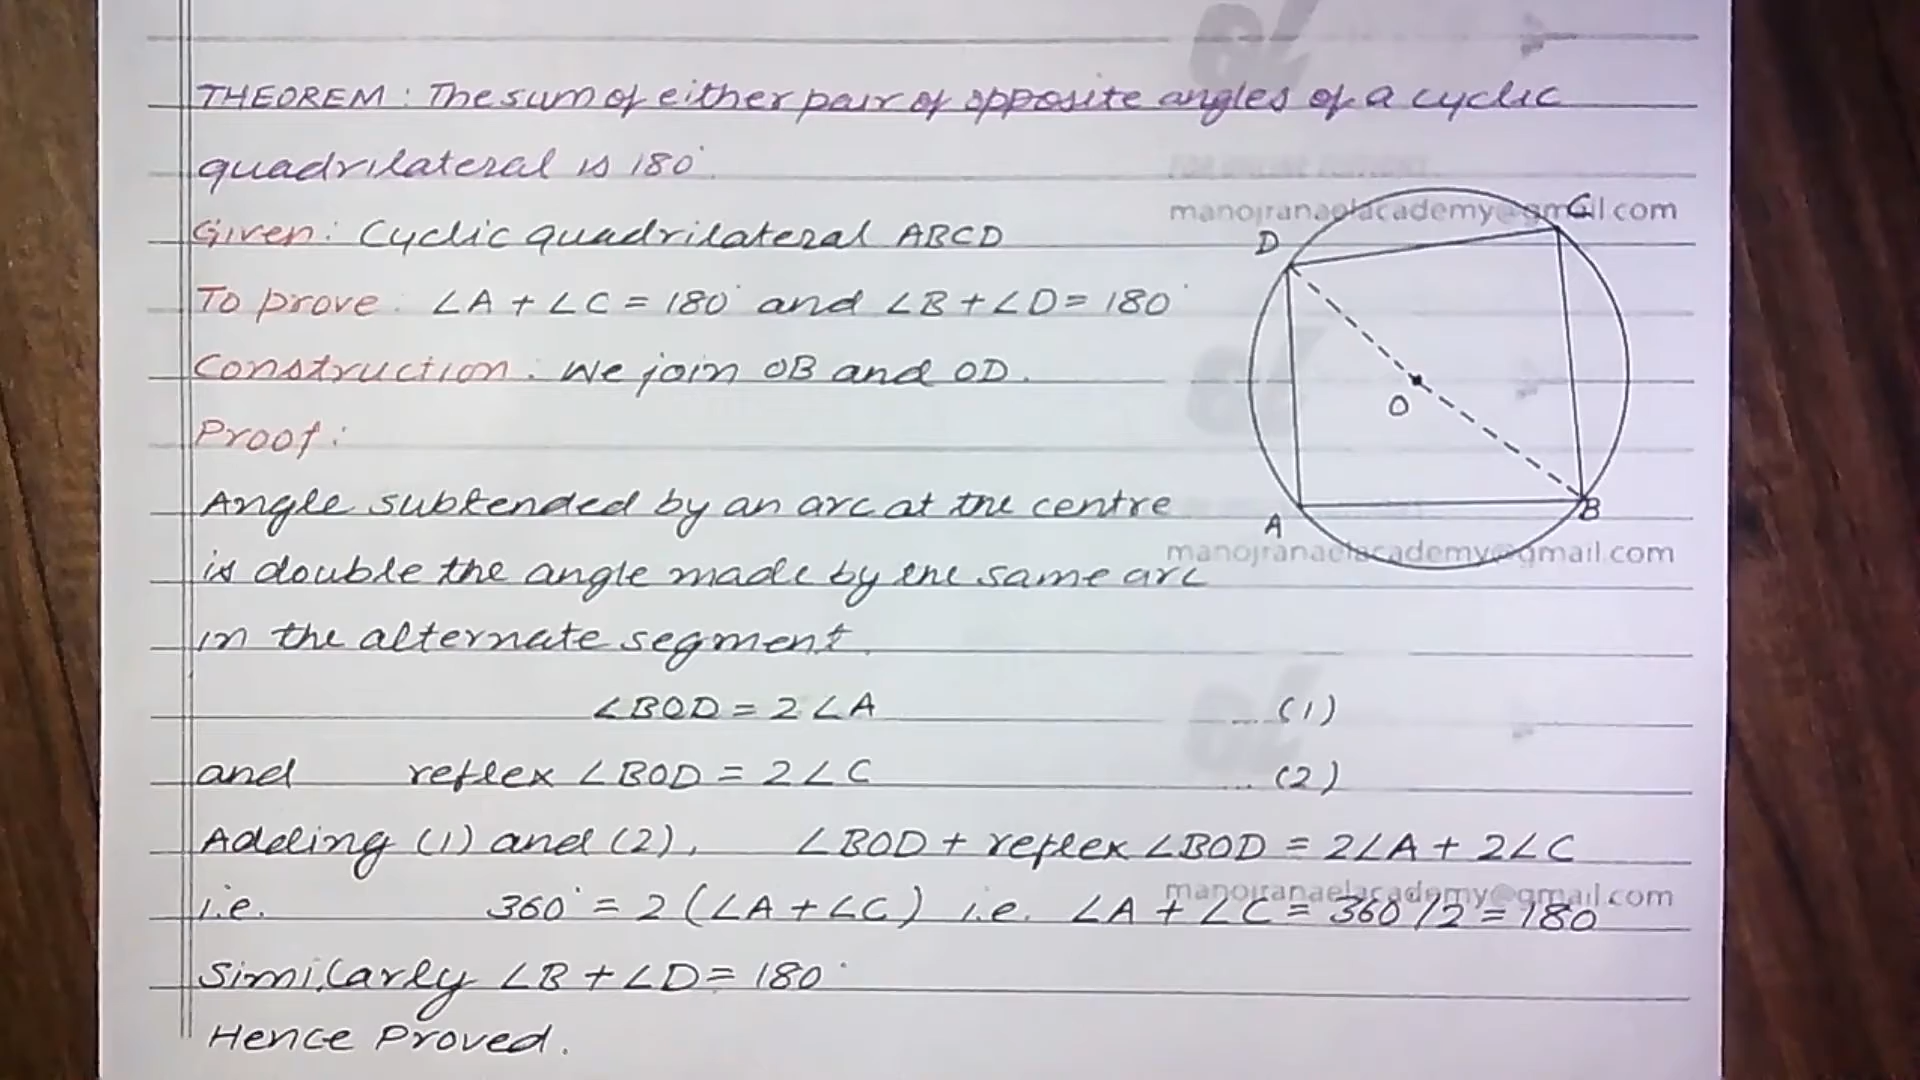 THEOREM: The sum of either pair of opposite angles of a cyclic
quadrilateral is 180°.
manojranaelacademy@gmail.com
Given: Cyclic quadrilateral ABCD
D
C
To prove: ∠A + ∠C = 180° and ∠B + ∠D = 180°
Construction: We join OB and OD.
O
Proof:
Angle subtended by an arc at the centre
A
B
manojranaelacademy@gmail.com
is double the angle made by the same arc
in the alternate segment.
∠BOD = 2∠A ...(1)
and reflex ∠BOD = 2∠C ...(2)
Adding (1) and (2), ∠BOD + reflex ∠BOD = 2∠A + 2∠C
manojranaelacademy@gmail.com
i.e. 360° = 2(∠A + ∠C) i.e. ∠A + ∠C = 360/2 = 180
Similarly ∠B + ∠D = 180°
Hence Proved.